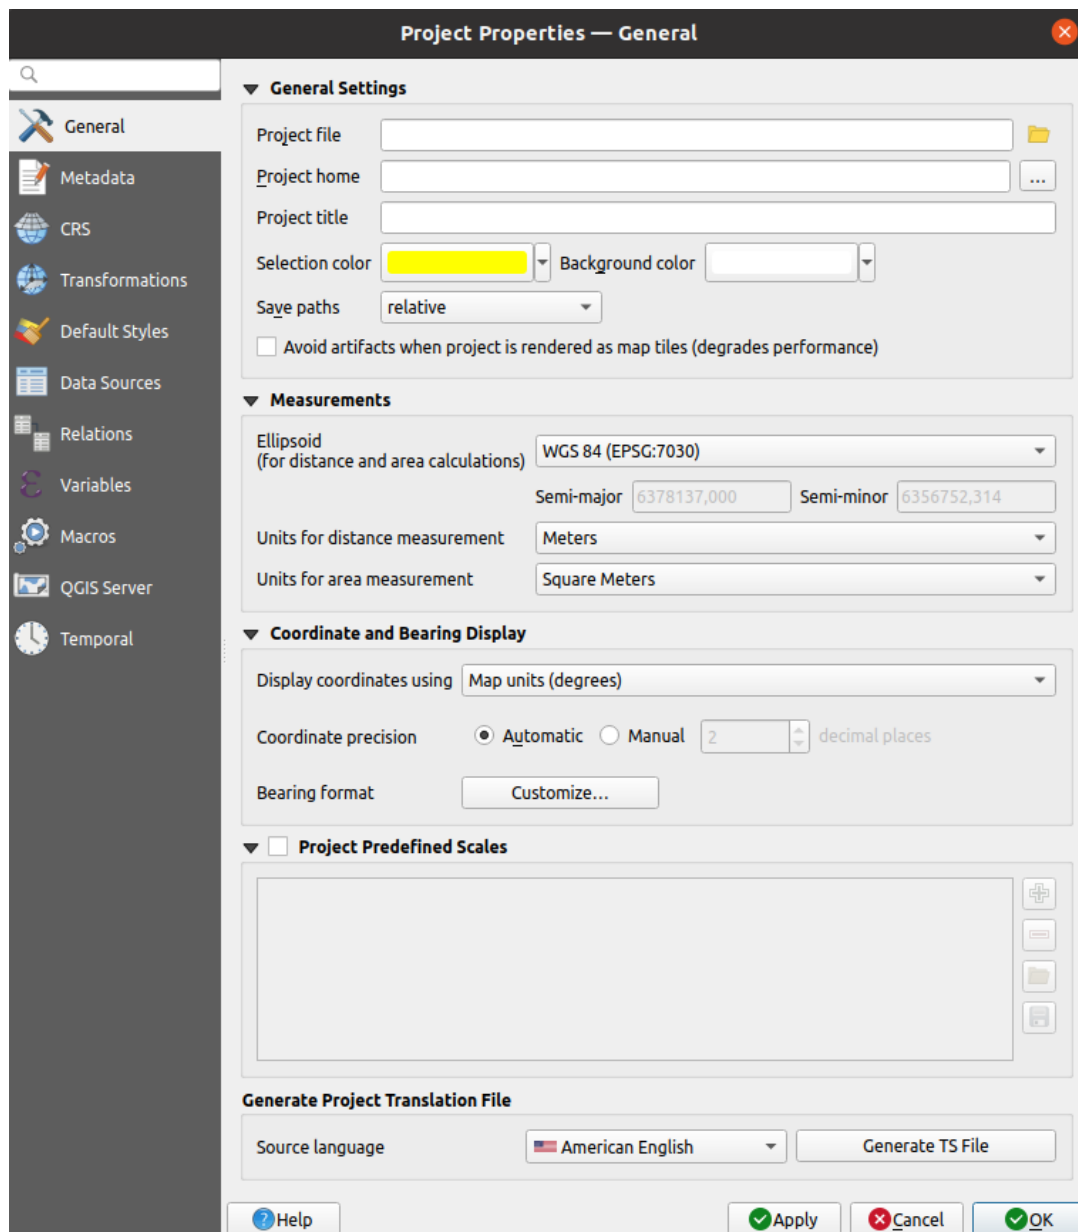 Project Properties — General
General
Metadata
CRS
Transformations
Default Styles
Data Sources
Relations
Variables
Macros
QGIS Server
Temporal
General Settings
Project file
Project home ...
Project title
Selection color Background color
Save paths relative
Avoid artifacts when project is rendered as map tiles (degrades performance)
Measurements
Ellipsoid
(for distance and area calculations) WGS 84 (EPSG:7030)
Semi-major 6378137,000 Semi-minor 6356752,314
Units for distance measurement Meters
Units for area measurement Square Meters
Coordinate and Bearing Display
Display coordinates using Map units (degrees)
Coordinate precision Automatic Manual 2 decimal places
Bearing format Customize...
Project Predefined Scales
Generate Project Translation File
Source language American English Generate TS File
Help Apply Cancel OK